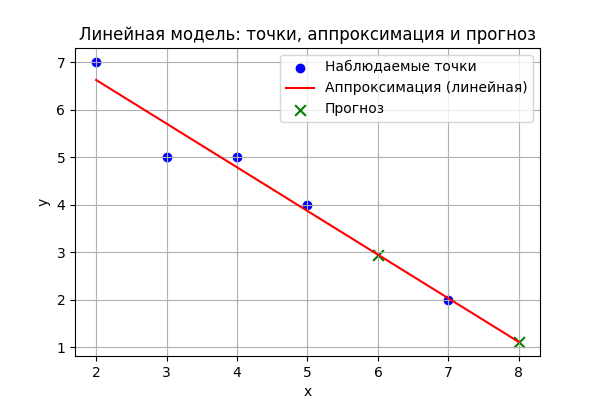 Линейная модель: точки, аппроксимация и прогноз
Наблюдаемые точки
Аппроксимация (линейная)
Прогноз
7
6
5
4
3
2
1
y
2 3 4 5 6 7 8
x